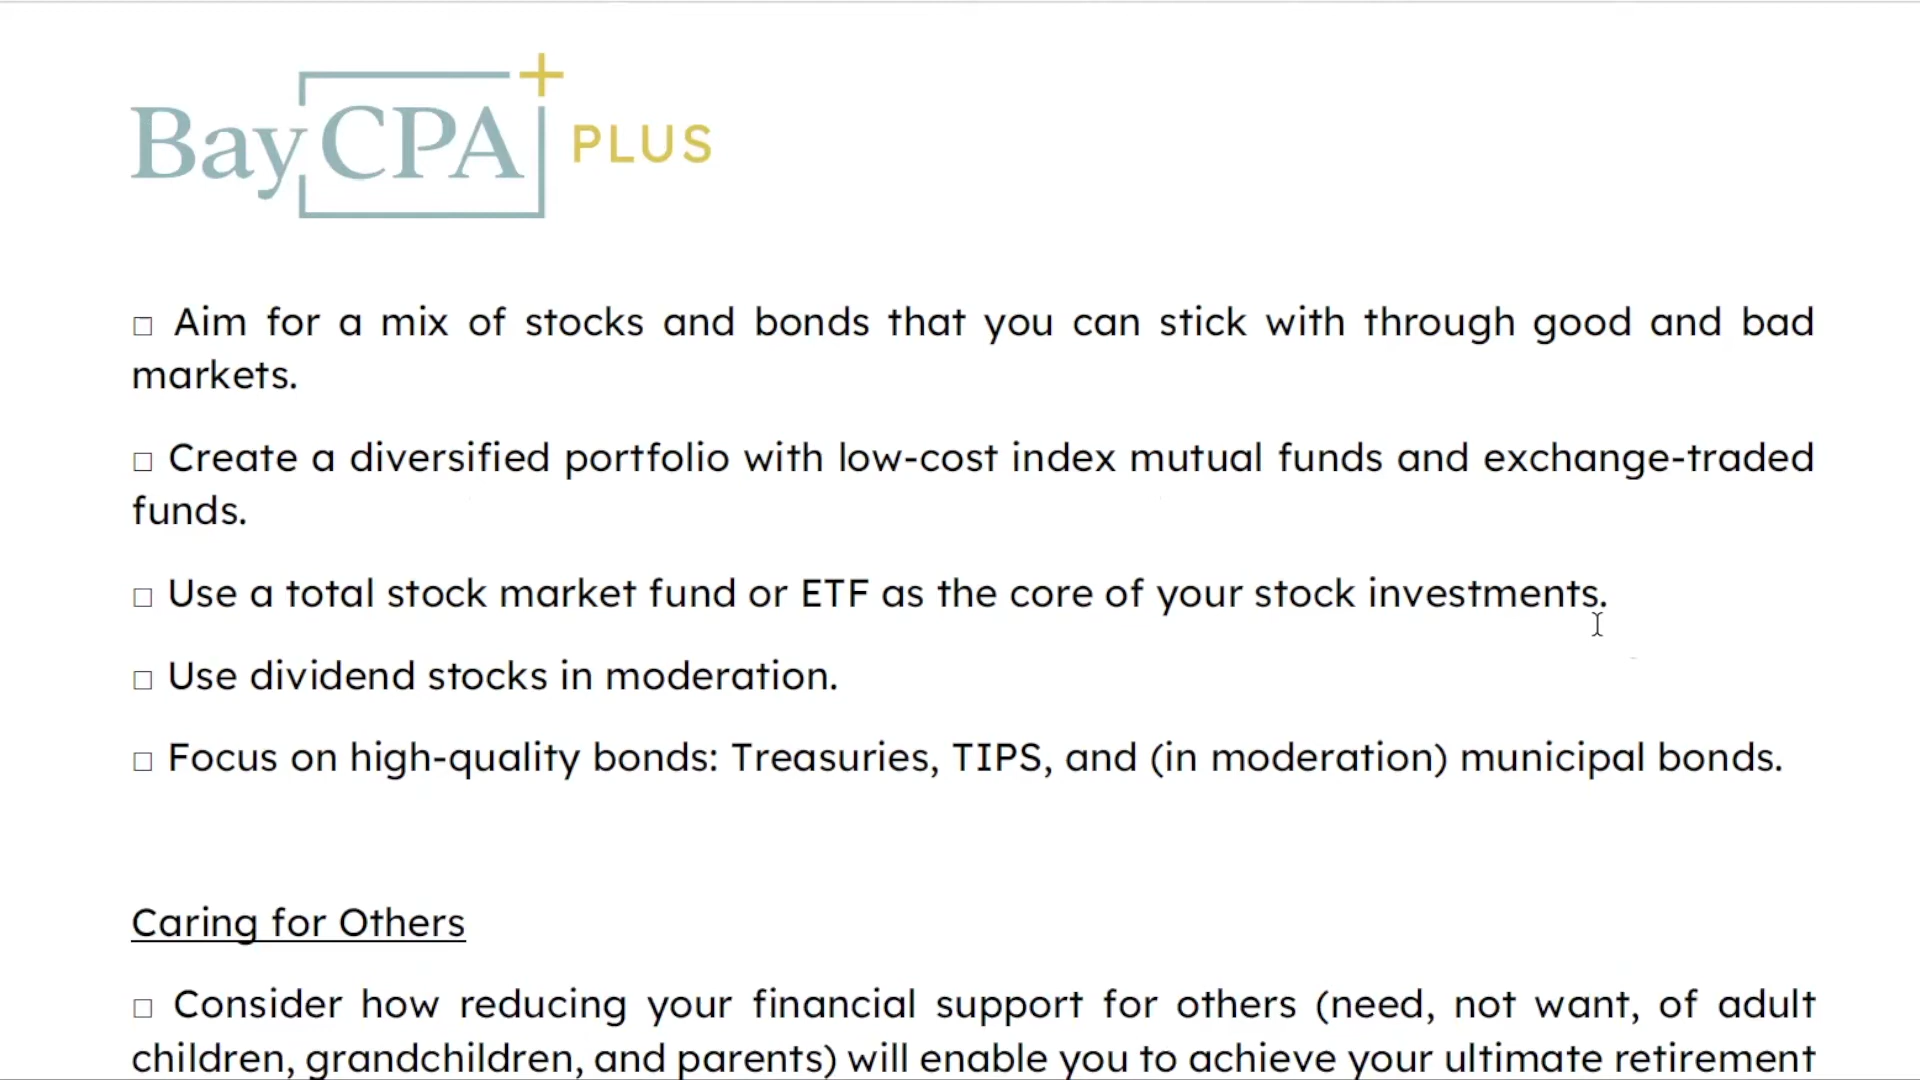 BayCPA PLUS
□ Aim for a mix of stocks and bonds that you can stick with through good and bad
markets.
□ Create a diversified portfolio with low-cost index mutual funds and exchange-traded
funds.
□ Use a total stock market fund or ETF as the core of your stock investments.
□ Use dividend stocks in moderation.
□ Focus on high-quality bonds: Treasuries, TIPS, and (in moderation) municipal bonds.
Caring for Others
□ Consider how reducing your financial support for others (need, not want, of adult
children, grandchildren, and parents) will enable you to achieve your ultimate retirement